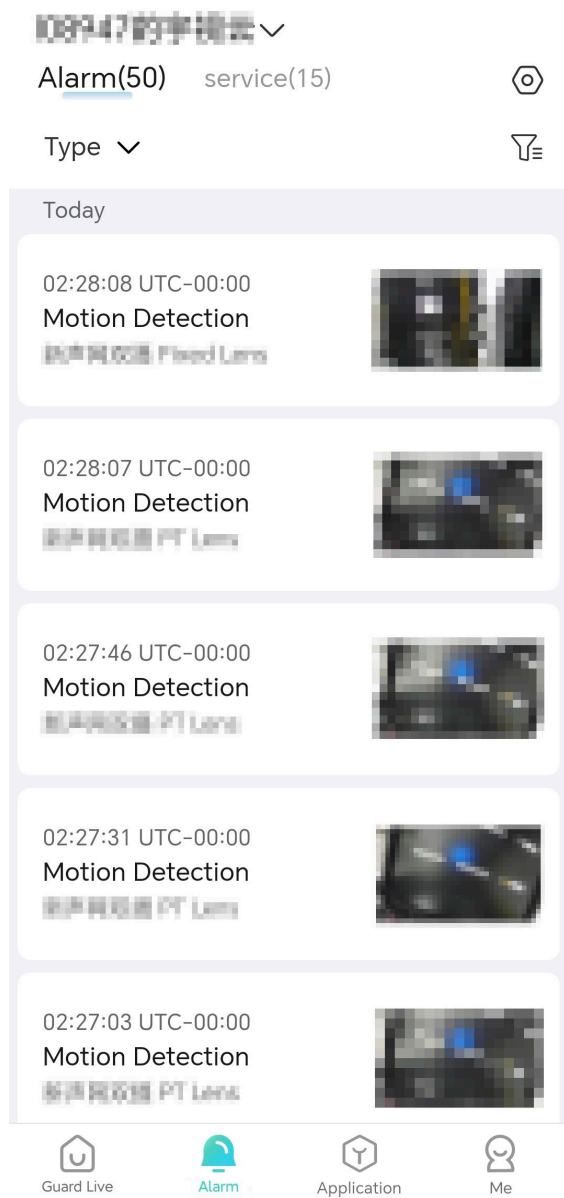 Alarm(50) service(15)
Type
Today
02:28:08 UTC-00:00
Motion Detection
Fixed Lens
02:28:07 UTC-00:00
Motion Detection
PT Lens
02:27:46 UTC-00:00
Motion Detection
PT Lens
02:27:31 UTC-00:00
Motion Detection
PT Lens
02:27:03 UTC-00:00
Motion Detection
PT Lens
Guard Live Alarm Application Me